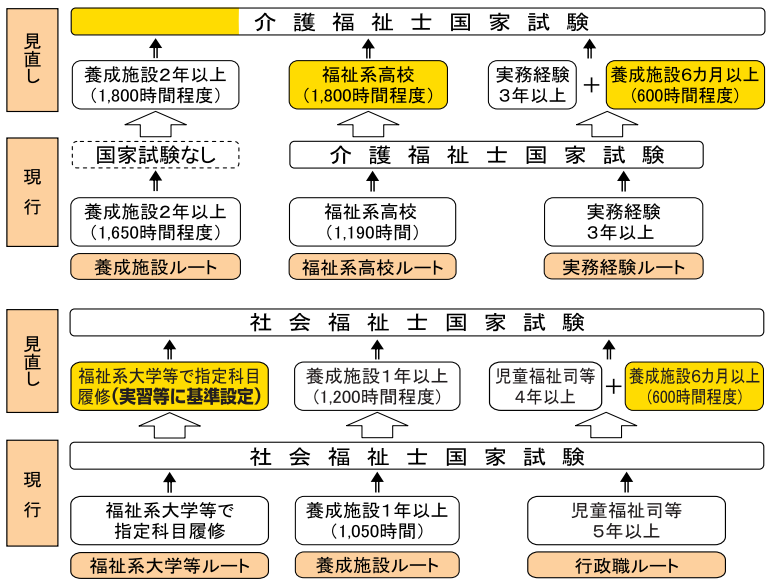 見直し
介護福祉士国家試験
養成施設2年以上
(1,800時間程度)
福祉系高校
(1,800時間程度)
実務経験
3年以上
+
養成施設6カ月以上
(600時間程度)
現行
国家試験なし
介護福祉士国家試験
養成施設2年以上
(1,650時間程度)
福祉系高校
(1,190時間)
実務経験
3年以上
養成施設ルート
福祉系高校ルート
実務経験ルート
見直し
社会福祉士国家試験
福祉系大学等で指定科目
履修(実習等に基準設定)
養成施設1年以上
(1,200時間程度)
児童福祉司等
4年以上
+
養成施設6カ月以上
(600時間程度)
現行
社会福祉士国家試験
福祉系大学等で
指定科目履修
養成施設1年以上
(1,050時間)
児童福祉司等
5年以上
福祉系大学等ルート
養成施設ルート
行政職ルート